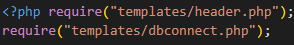 <?php require("templates/header.php");
require("templates/dbconnect.php");